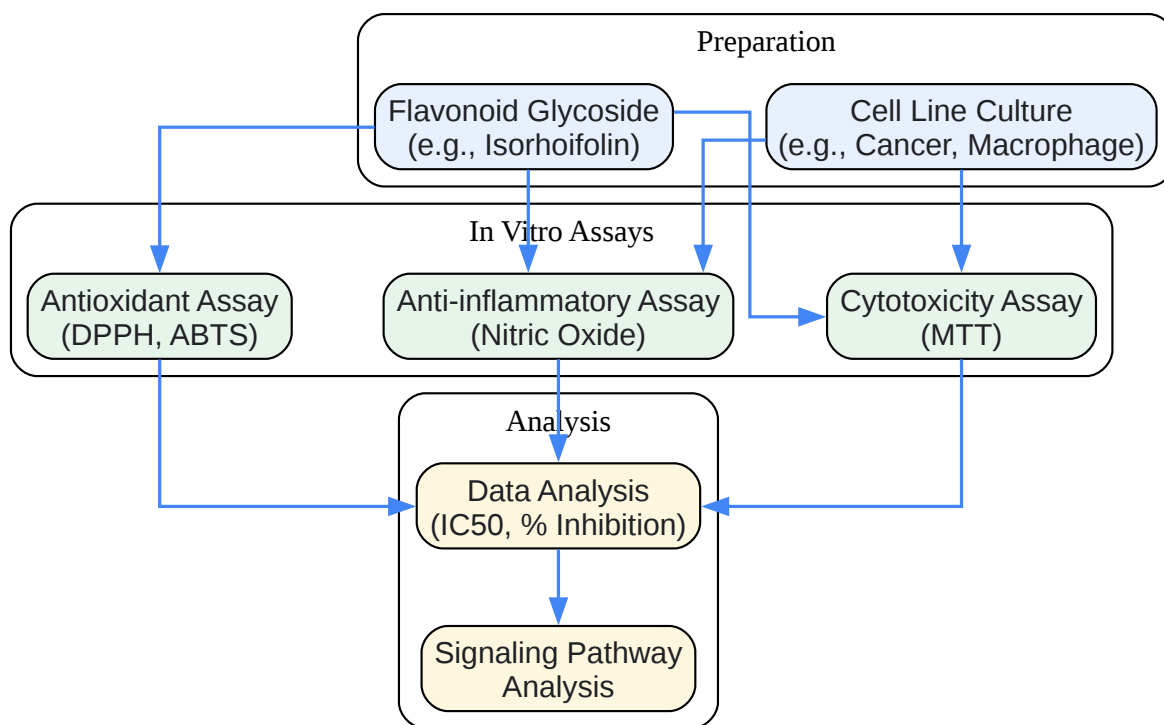 Preparation
Flavonoid Glycoside
(e.g., Isorhoifolin)
Cell Line Culture
(e.g., Cancer, Macrophage)
In Vitro Assays
Antioxidant Assay
(DPPH, ABTS)
Anti-inflammatory Assay
(Nitric Oxide)
Cytotoxicity Assay
(MTT)
Analysis
Data Analysis
(IC50, % Inhibition)
Signaling Pathway
Analysis